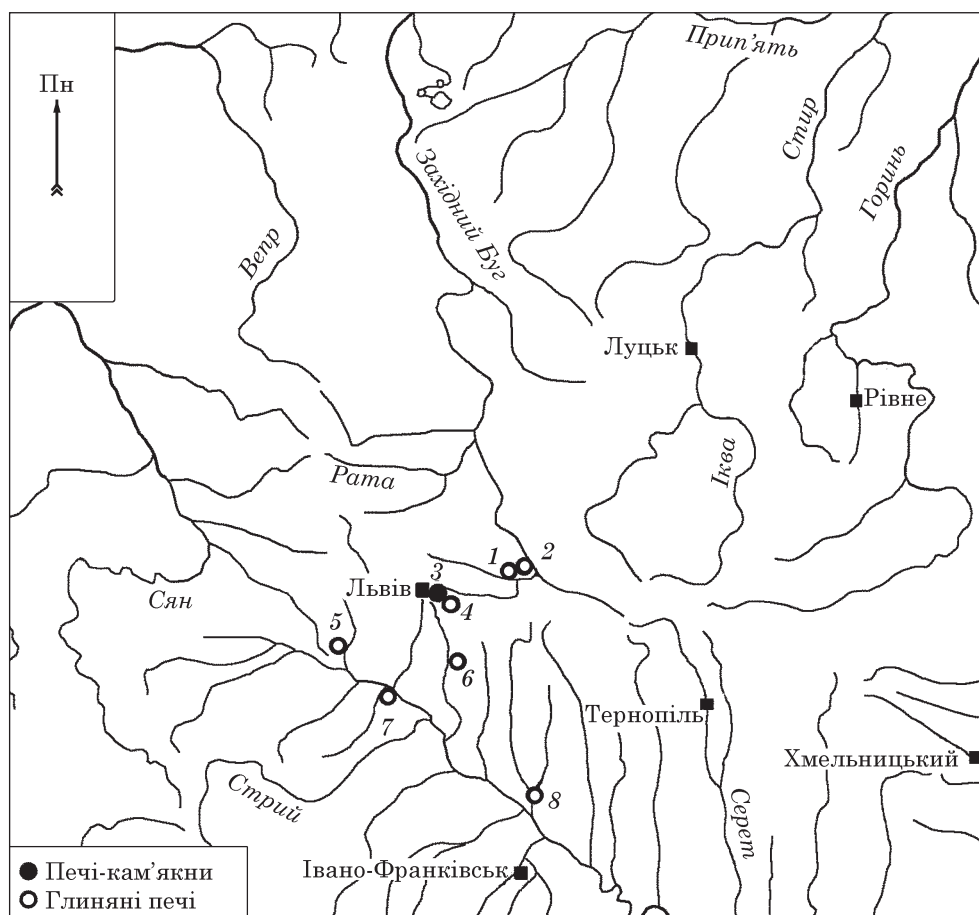 Пн
Прип’ять
Стир
Горинь
Західний Буг
Вепр
Луцьк
Рівне
Іква
Рата
1
2
Львів
3
4
Сян
5
6
7
Тернопіль
Хмельницький
Стрий
8
Серет
Івано-Франківськ
Печі-кам’якни
Глиняні печі